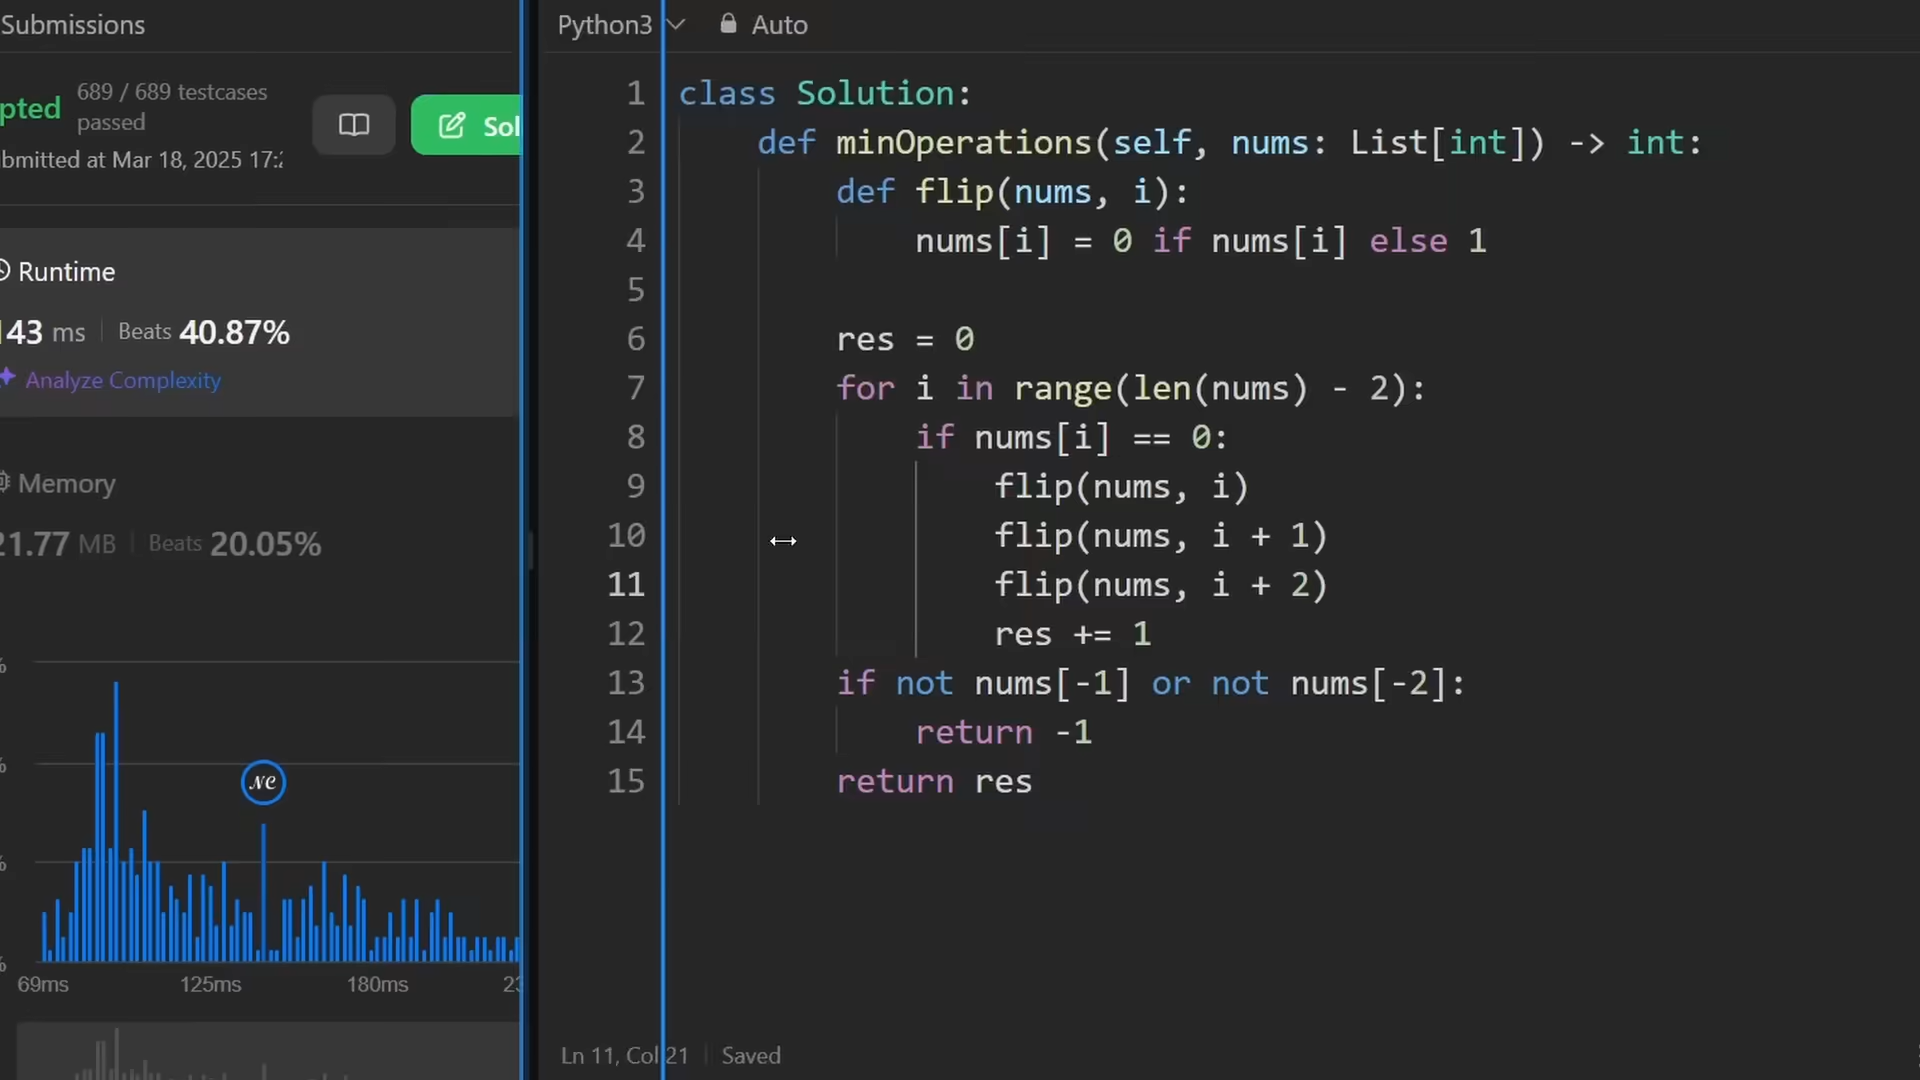 Submissions
pted
689 / 689 testcases
passed
Sol
bmitted at Mar 18, 2025 17:2
Runtime
143 ms
Beats 40.87%
Analyze Complexity
Memory
21.77 MB
Beats 20.05%
%
%
%
%
NC
69ms
125ms
180ms
23
Python3
Auto
1 class Solution:
2 def minOperations(self, nums: List[int]) -> int:
3 def flip(nums, i):
4 nums[i] = 0 if nums[i] else 1
5
6 res = 0
7 for i in range(len(nums) - 2):
8 if nums[i] == 0:
9 flip(nums, i)
10 flip(nums, i + 1)
11 flip(nums, i + 2)
12 res += 1
13 if not nums[-1] or not nums[-2]:
14 return -1
15 return res
Ln 11, Col 21
Saved